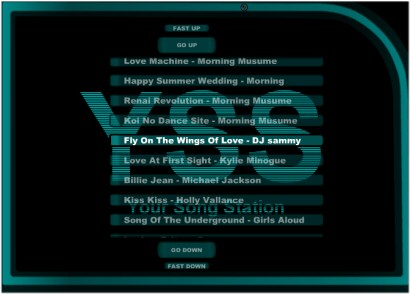 FAST UP
GO UP
Love Machine - Morning Musume
Happy Summer Wedding - Morning
Renai Revolution - Morning Musume
Koi No Dance Site - Morning Musume
Fly On The Wings Of Love - DJ sammy
Love At First Sight - Kylie Minogue
Billie Jean - Michael Jackson
Kiss Kiss - Holly Vallance
Song Of The Underground - Girls Aloud
YSS
Your Song Station
GO DOWN
FAST DOWN